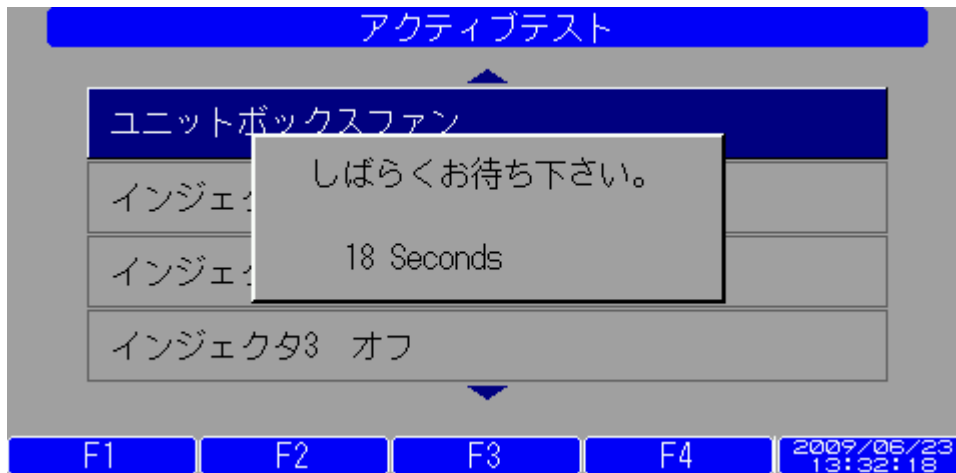 アクティブテスト
ユニットボックスファン
しばらくお待ち下さい。
インジェ
18 Seconds
インジェ
インジェクタ3 オフ
F1 F2 F3 F4 2009/06/23
13:32:18